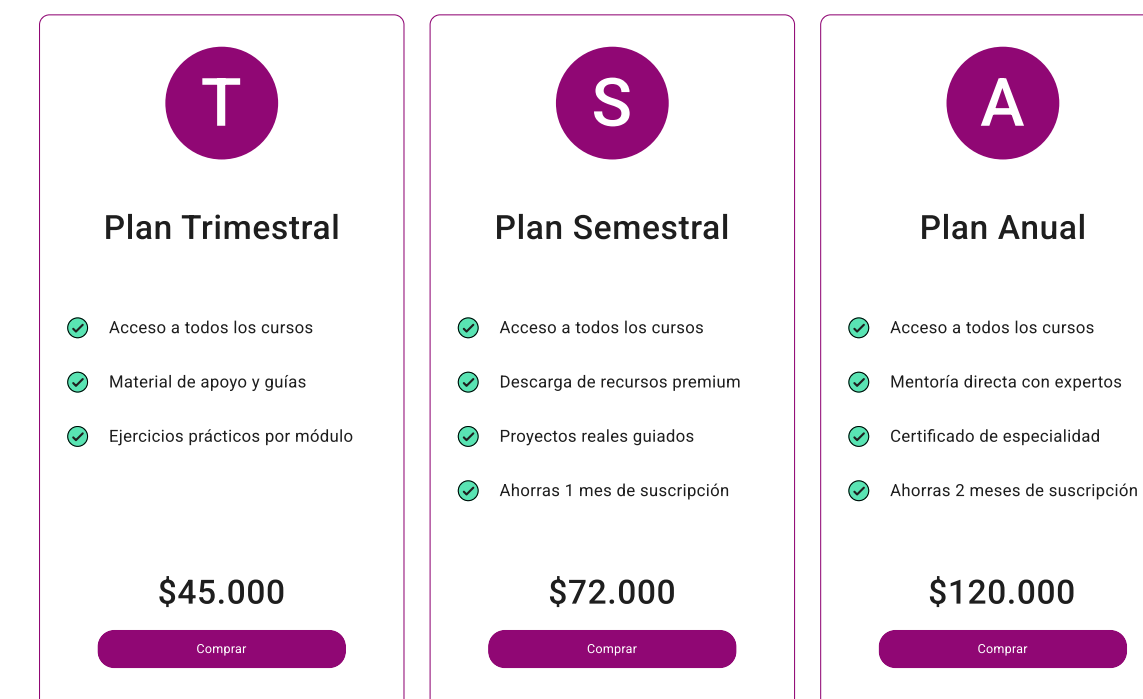 T
Plan Trimestral
Acceso a todos los cursos
Material de apoyo y guías
Ejercicios prácticos por módulo
$45.000
Comprar
S
Plan Semestral
Acceso a todos los cursos
Descarga de recursos premium
Proyectos reales guiados
Ahorras 1 mes de suscripción
$72.000
Comprar
A
Plan Anual
Acceso a todos los cursos
Mentoría directa con expertos
Certificado de especialidad
Ahorras 2 meses de suscripción
$120.000
Comprar